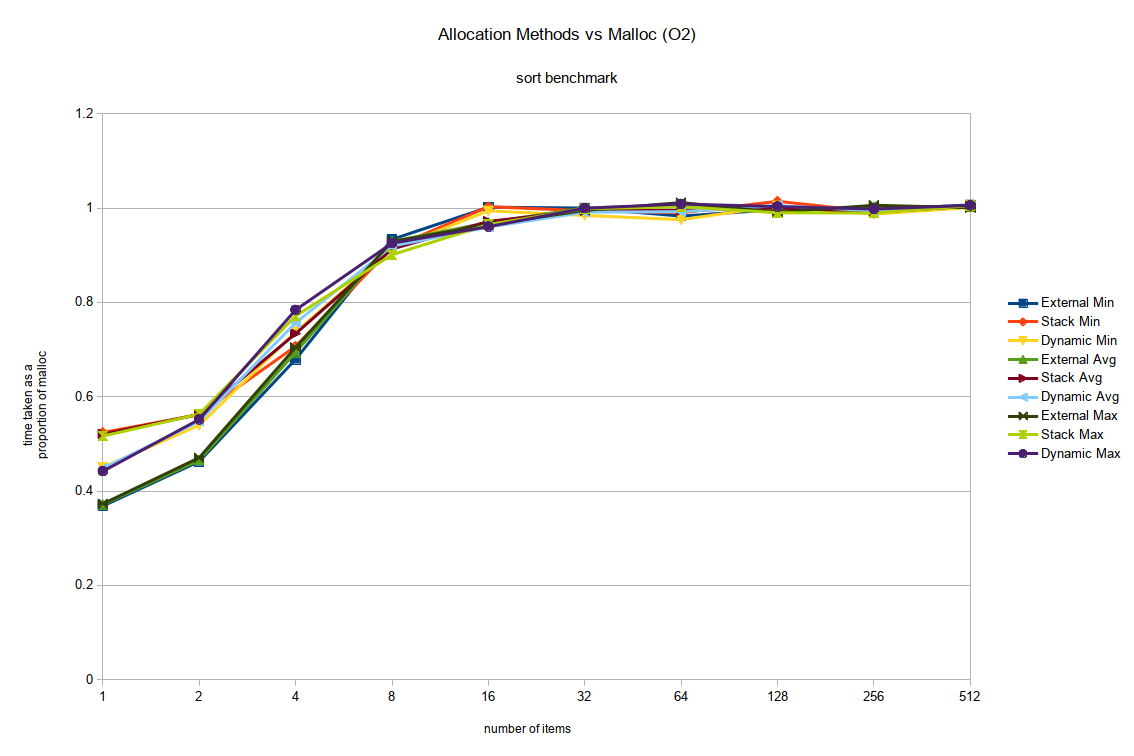 Allocation Methods vs Malloc (O2)
sort benchmark
1.2
1
0.8
0.6
0.4
0.2
0
time taken as a
proportion of malloc
1 2 4 8 16 32 64 128 256 512
number of items
External Min
Stack Min
Dynamic Min
External Avg
Stack Avg
Dynamic Avg
External Max
Stack Max
Dynamic Max